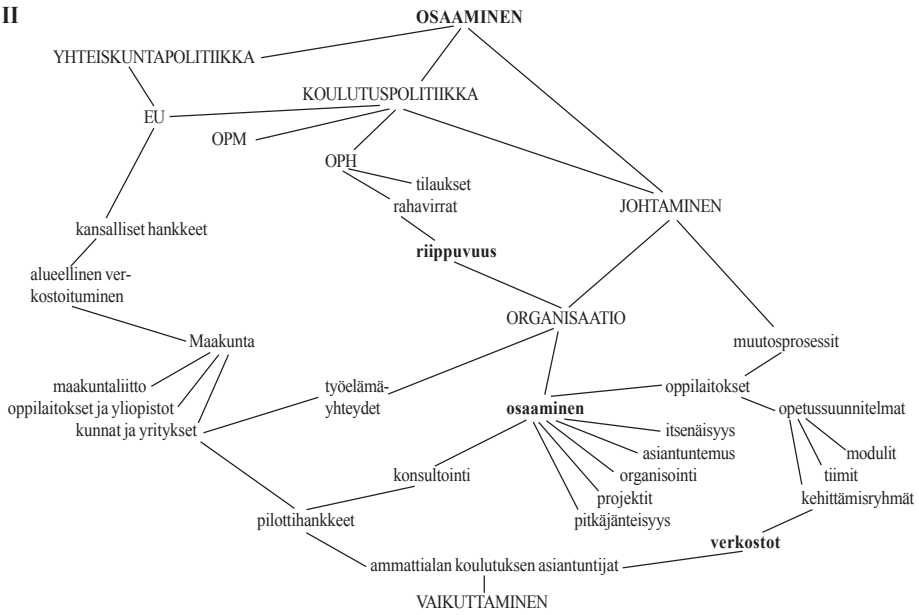 II
OSAAMINEN
YHTEISKUNTAPOLITIIKKA
KOULUTUSPOLITIIKKA
EU
OPM
OPH
tilaukset
rahavirrat
JOHTAMINEN
kansalliset hankkeet
riippuvuus
alueellinen ver-
kostoituminen
ORGANISAATIO
Maakunta
muutosprosessit
maakuntaliitto
oppilaitokset ja yliopistot
kunnat ja yritykset
työelämä-
yhteydet
oppilaitokset
osaaminen
opetussuunnitelmat
itsenäisyys
asiantuntemus
organisointi
projektit
pitkäjänteisyys
modulit
tiimit
kehittämisryhmät
konsultointi
pilottihankkeet
verkostot
ammattialan koulutuksen asiantuntijat
VAIKUTTAMINEN